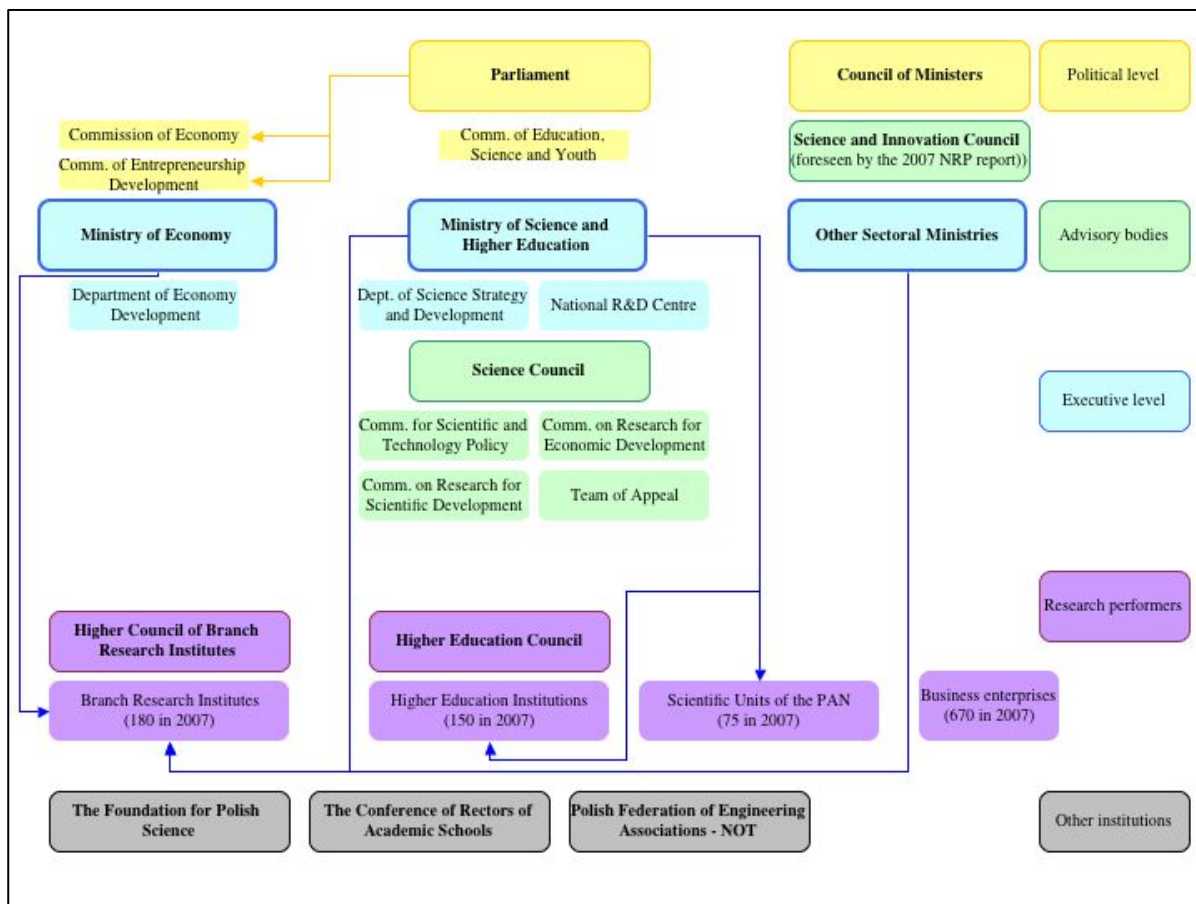 Parliament
Council of Ministers
Political level
Commission of Economy
Comm. of Entrepreneurship
Development
Comm. of Education,
Science and Youth
Science and Innovation Council
(foreseen by the 2007 NRP report))
Ministry of Economy
Ministry of Science and
Higher Education
Other Sectoral Ministries
Advisory bodies
Department of Economy
Development
Dept. of Science Strategy
and Development
National R&D Centre
Science Council
Executive level
Comm. for Scientific and
Technology Policy
Comm. on Research for
Economic Development
Comm. on Research for
Scientific Development
Team of Appeal
Research performers
Higher Council of Branch
Research Institutes
Higher Education Council
Branch Research Institutes
(180 in 2007)
Higher Education Institutions
(150 in 2007)
Scientific Units of the PAN
(75 in 2007)
Business enterprises
(670 in 2007)
The Foundation for Polish
Science
The Conference of Rectors of
Academic Schools
Polish Federation of Engineering
Associations - NOT
Other institutions